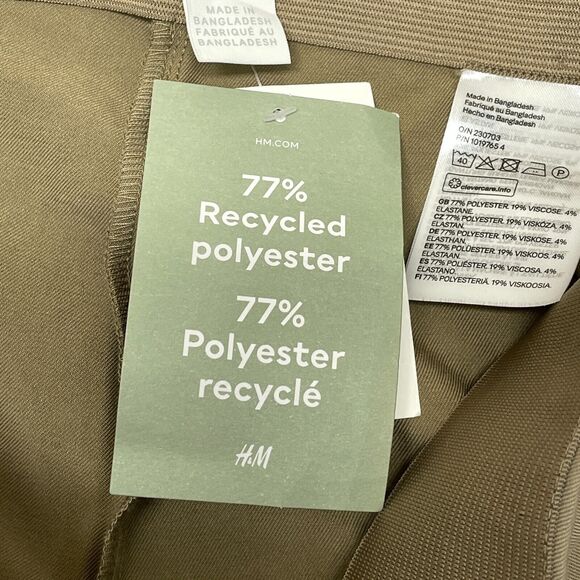 MADE IN
BANGLADESH
FABRIQUÉ AU
BANGLADESH
HM.COM
77%
Recycled
polyester
77%
Polyester
recyclé
H&M
Made in Bangladesh
Fabriqué au Bangladesh
Hecho en Bangladesh
O/N 230703
P/N 1019765 4
40
P
clevercare.info
GB 77% POLYESTER. 19% VISCOSE. 4%
ELASTANE.
CZ 77% POLYESTER. 19% VISKÓZA. 4%
ELASTAN.
DE 77% POLYESTER. 19% VISKOSE. 4%
ELASTHAN.
EE 77% POLÜESTER. 19% VISKOOS. 4%
ELASTAAN.
ES 77% POLIÉSTER. 19% VISCOSA. 4%
ELASTANO.
FI 77% POLYESTERIÄ. 19% VISKOOSIA.